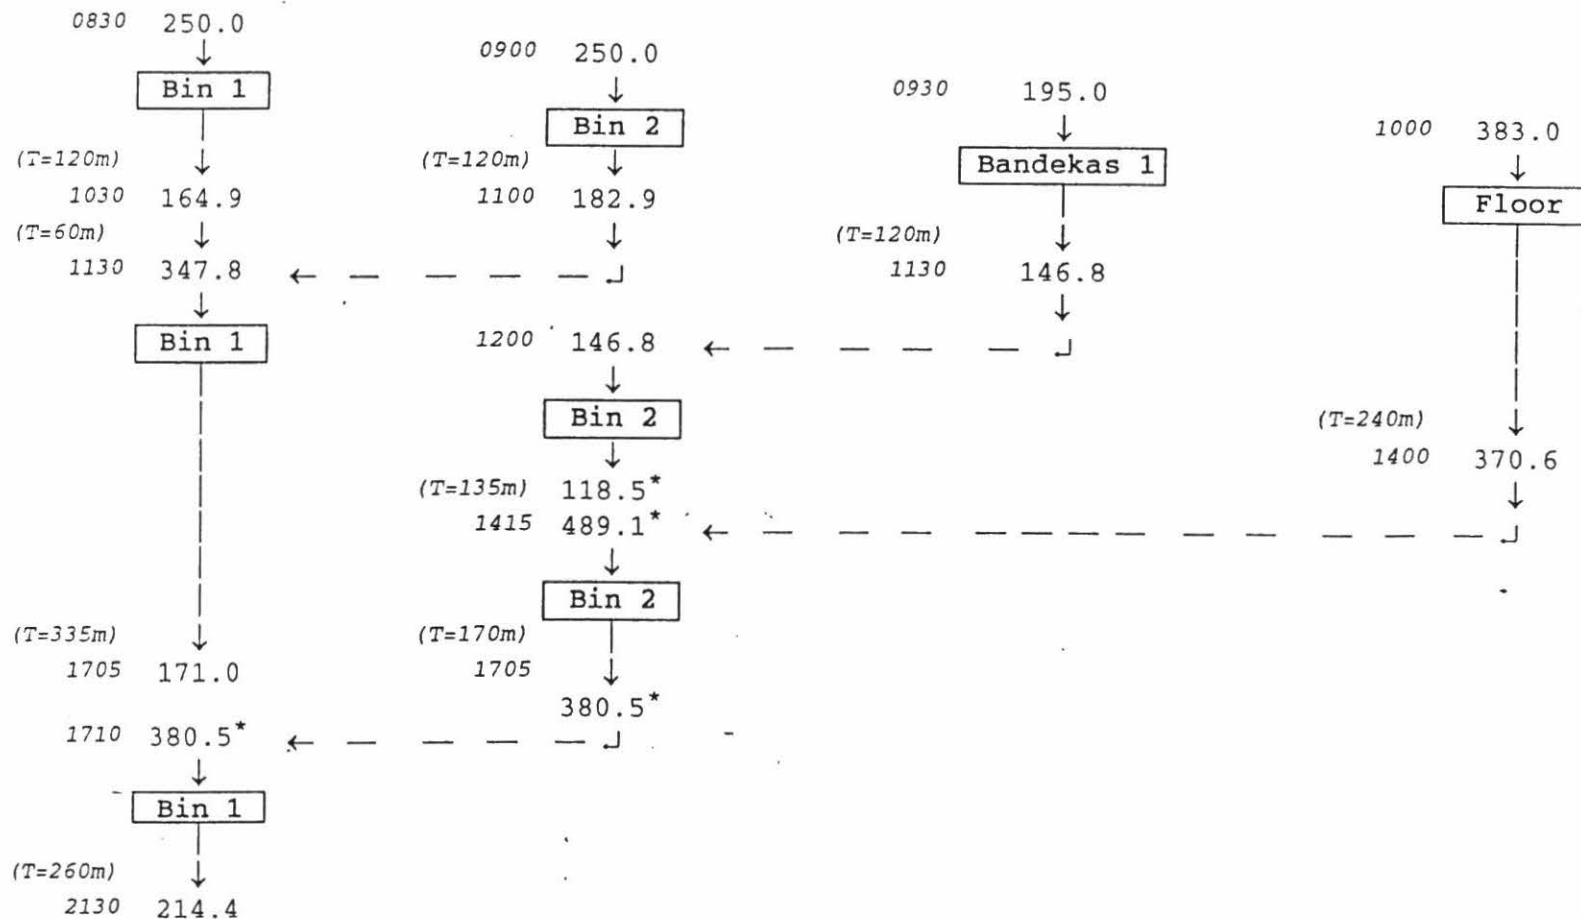 0830 250.0
0900 250.0
Bin 1
0930 195.0
Bin 2
1000 383.0
(T=120m) (T=120m) Bandekas 1
1030 164.9 1100 182.9 Floor
(T=60m) (T=120m)
1130 347.8 1130 146.8
Bin 1 1200 146.8
Bin 2 (T=240m)
1400 370.6
(T=135m) 118.5*
1415 489.1*
Bin 2
(T=335m) (T=170m)
1705 171.0 1705
380.5*
1710 380.5*
Bin 1
(T=260m)
2130 214.4